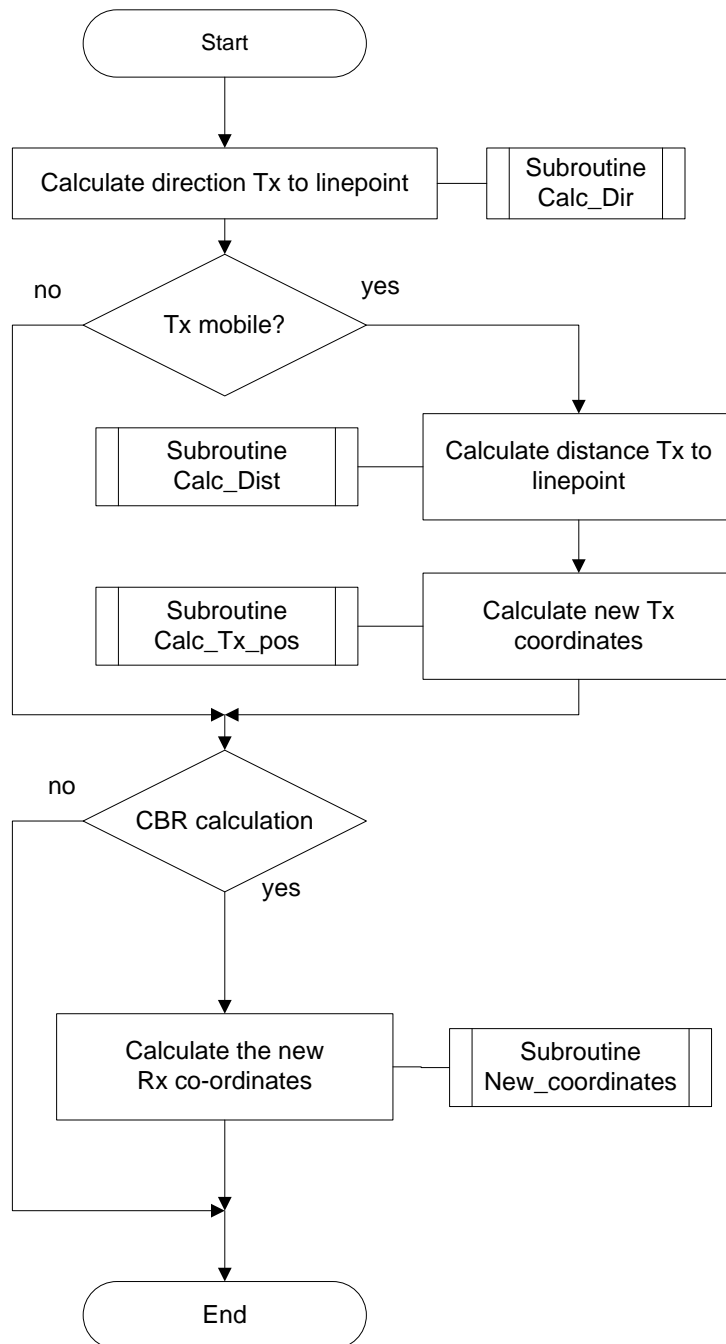 Start
Calculate direction Tx to linepoint
Subroutine
Calc_Dir
no
yes
Tx mobile?
Subroutine
Calc_Dist
Calculate distance Tx to
linepoint
Subroutine
Calc_Tx_pos
Calculate new Tx
coordinates
no
CBR calculation
yes
Calculate the new
Rx co-ordinates
Subroutine
New_coordinates
End